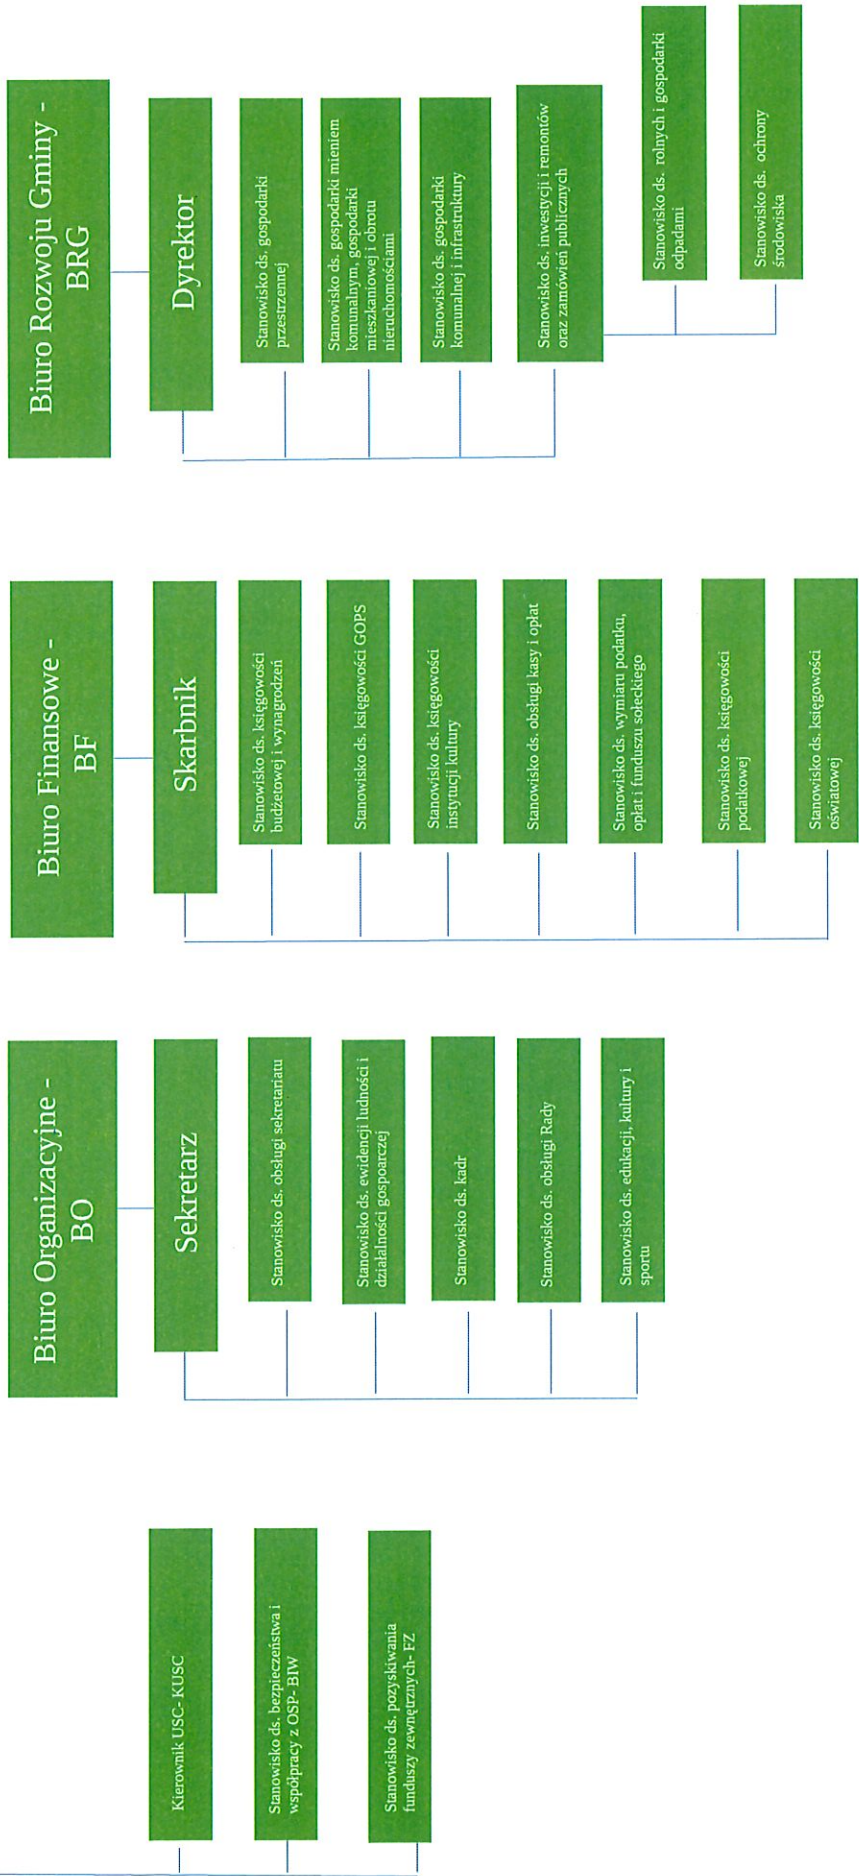 Kierownik USC- KUSC
Stanowisko ds. bezpieczeństwa i
współpracy z OSP- BIW
Stanowisko ds. pozyskiwania
funduszy zewnętrznych- FZ
Biuro Organizacyjne -
BO
Sekretarz
Stanowisko ds. obsługi sekretariatu
Stanowisko ds. ewidencji ludności i
działalności gospoarczej
Stanowisko ds. kadr
Stanowisko ds. obsługi Rady
Stanowisko ds. edukacji, kultury i
sportu
Biuro Finansowe -
BF
Skarbnik
Stanowisko ds. księgowości
budżetowej i wynagrodzeń
Stanowisko ds. księgowości GOPS
Stanowisko ds. księgowości
instytucji kultury
Stanowisko ds. obsługi kasy i opłat
Stanowisko ds. wymiaru podatku,
opłat i funduszu sołeckiego
Stanowisko ds. księgowości
podatkowej
Stanowisko ds. księgowości
oświatowej
Biuro Rozwoju Gminy -
BRG
Dyrektor
Stanowisko ds. gospodarki
przestrzennej
Stanowisko ds. gospodarki mieniem
komunalnym, gospodarki
mieszkaniowej i obrotu
nieruchomościami
Stanowisko ds. gospodarki
komunalnej i infrastruktury
Stanowisko ds. inwestycji i remontów
oraz zamówień publicznych
Stanowisko ds. rolnych i gospodarki
odpadami
Stanowisko ds. ochrony
środowiska